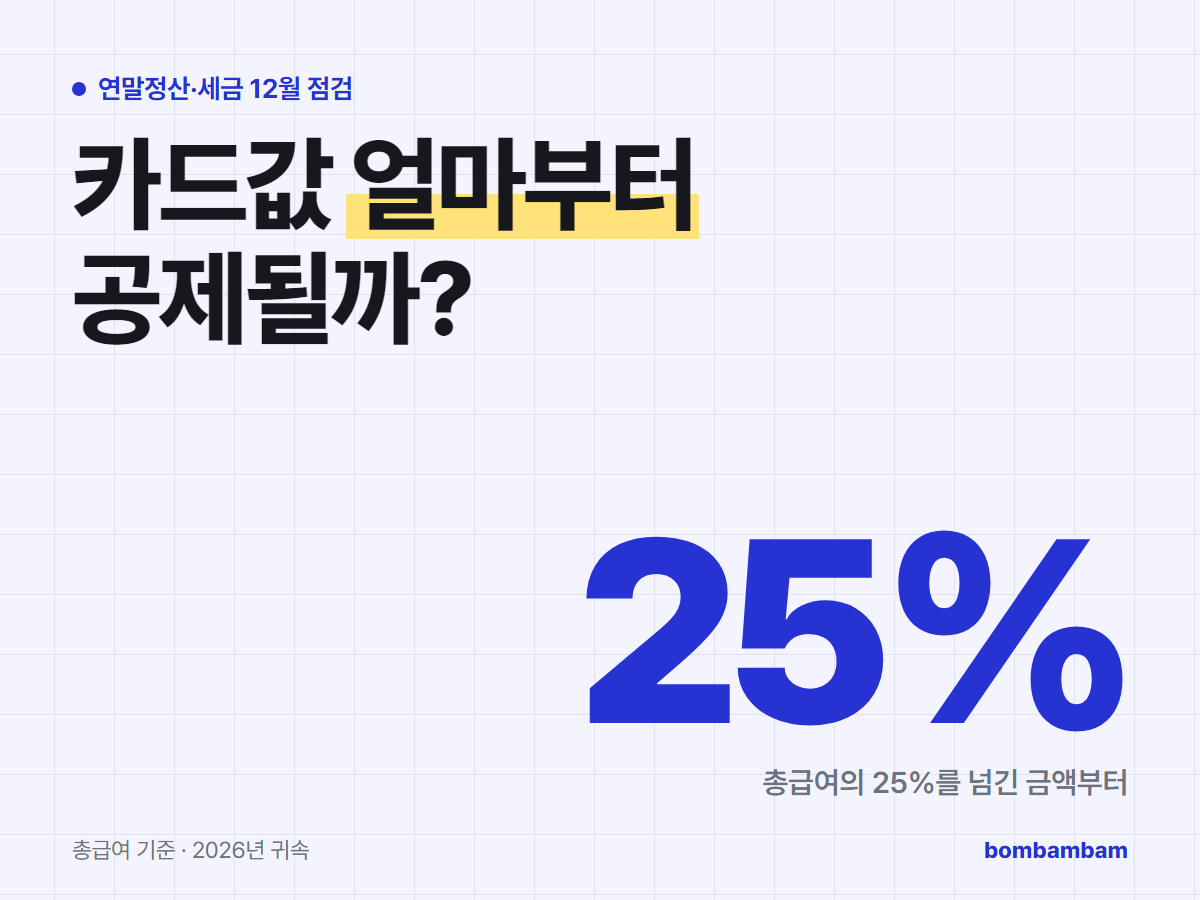 연말정산·세금 12월 점검
카드값 얼마부터
공제될까?
25%
총급여의 25%를 넘긴 금액부터
총급여 기준 · 2026년 귀속
bombambam